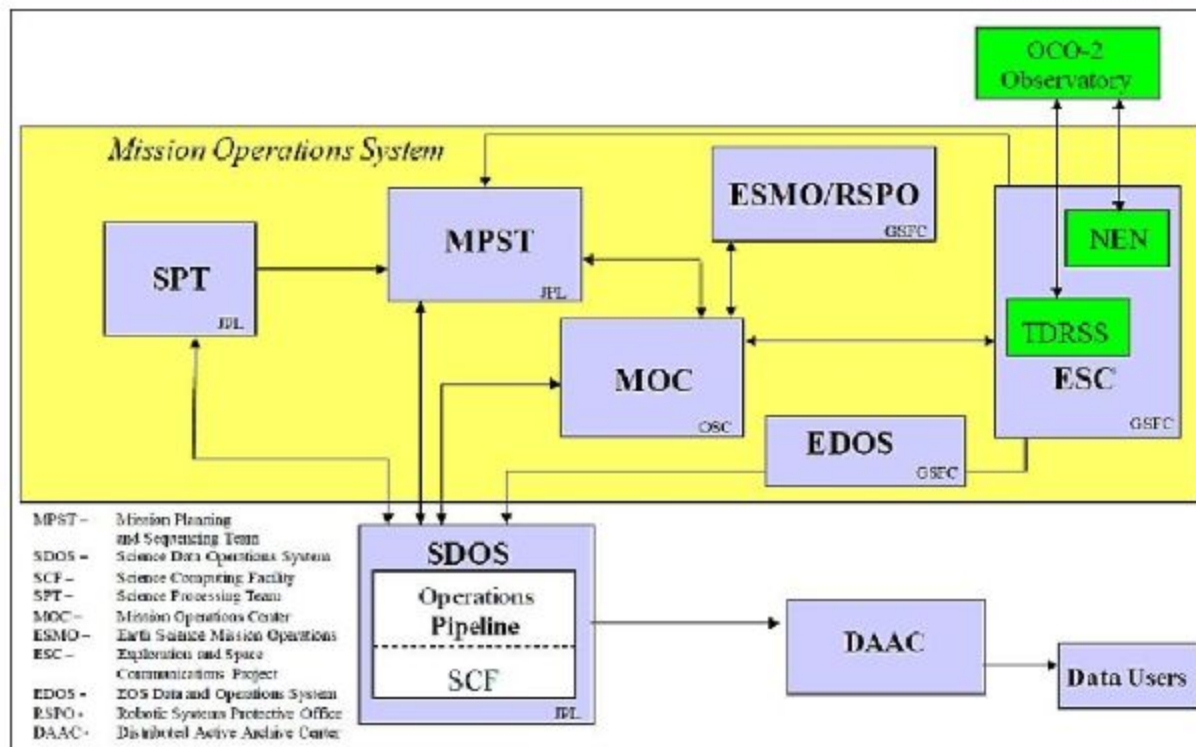 OCO-2
Observatory
Mission Operations System
ESMO/RSPO
GSFC
MPST
JPL
NEN
SPT
JPL
TDRSS
MOC
OSC
ESC
GSFC
EDOS
GSFC
MPST – Mission Planning
and Sequencing Team
SDOS – Science Data Operations System
SCF – Science Computing Facility
SPT – Science Processing Team
MOC – Mission Operations Center
ESMO – Earth Science Mission Operations
ESC – Exploration and Space
Communications Project
EDOS - EOS Data and Operations System
RSPO - Robotic Systems Protective Office
DAAC - Distributed Active Archive Center
SDOS
Operations
Pipeline
SCF
JPL
DAAC
Data Users